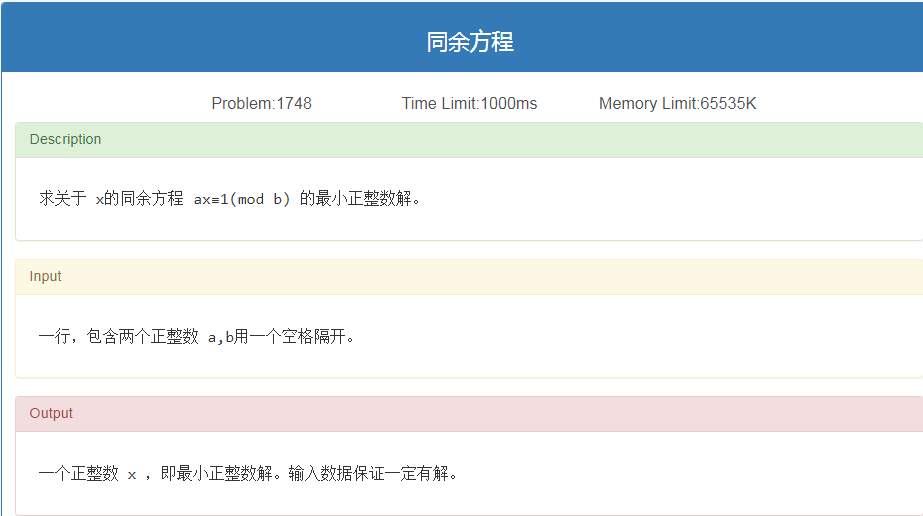 同余方程
Problem:1748 Time Limit:1000ms Memory Limit:65535K
Description
求关于 x的同余方程 ax≡1(mod b) 的最小正整数解。
Input
一行，包含两个正整数 a,b用一个空格隔开。
Output
一个正整数 x ，即最小正整数解。输入数据保证一定有解。